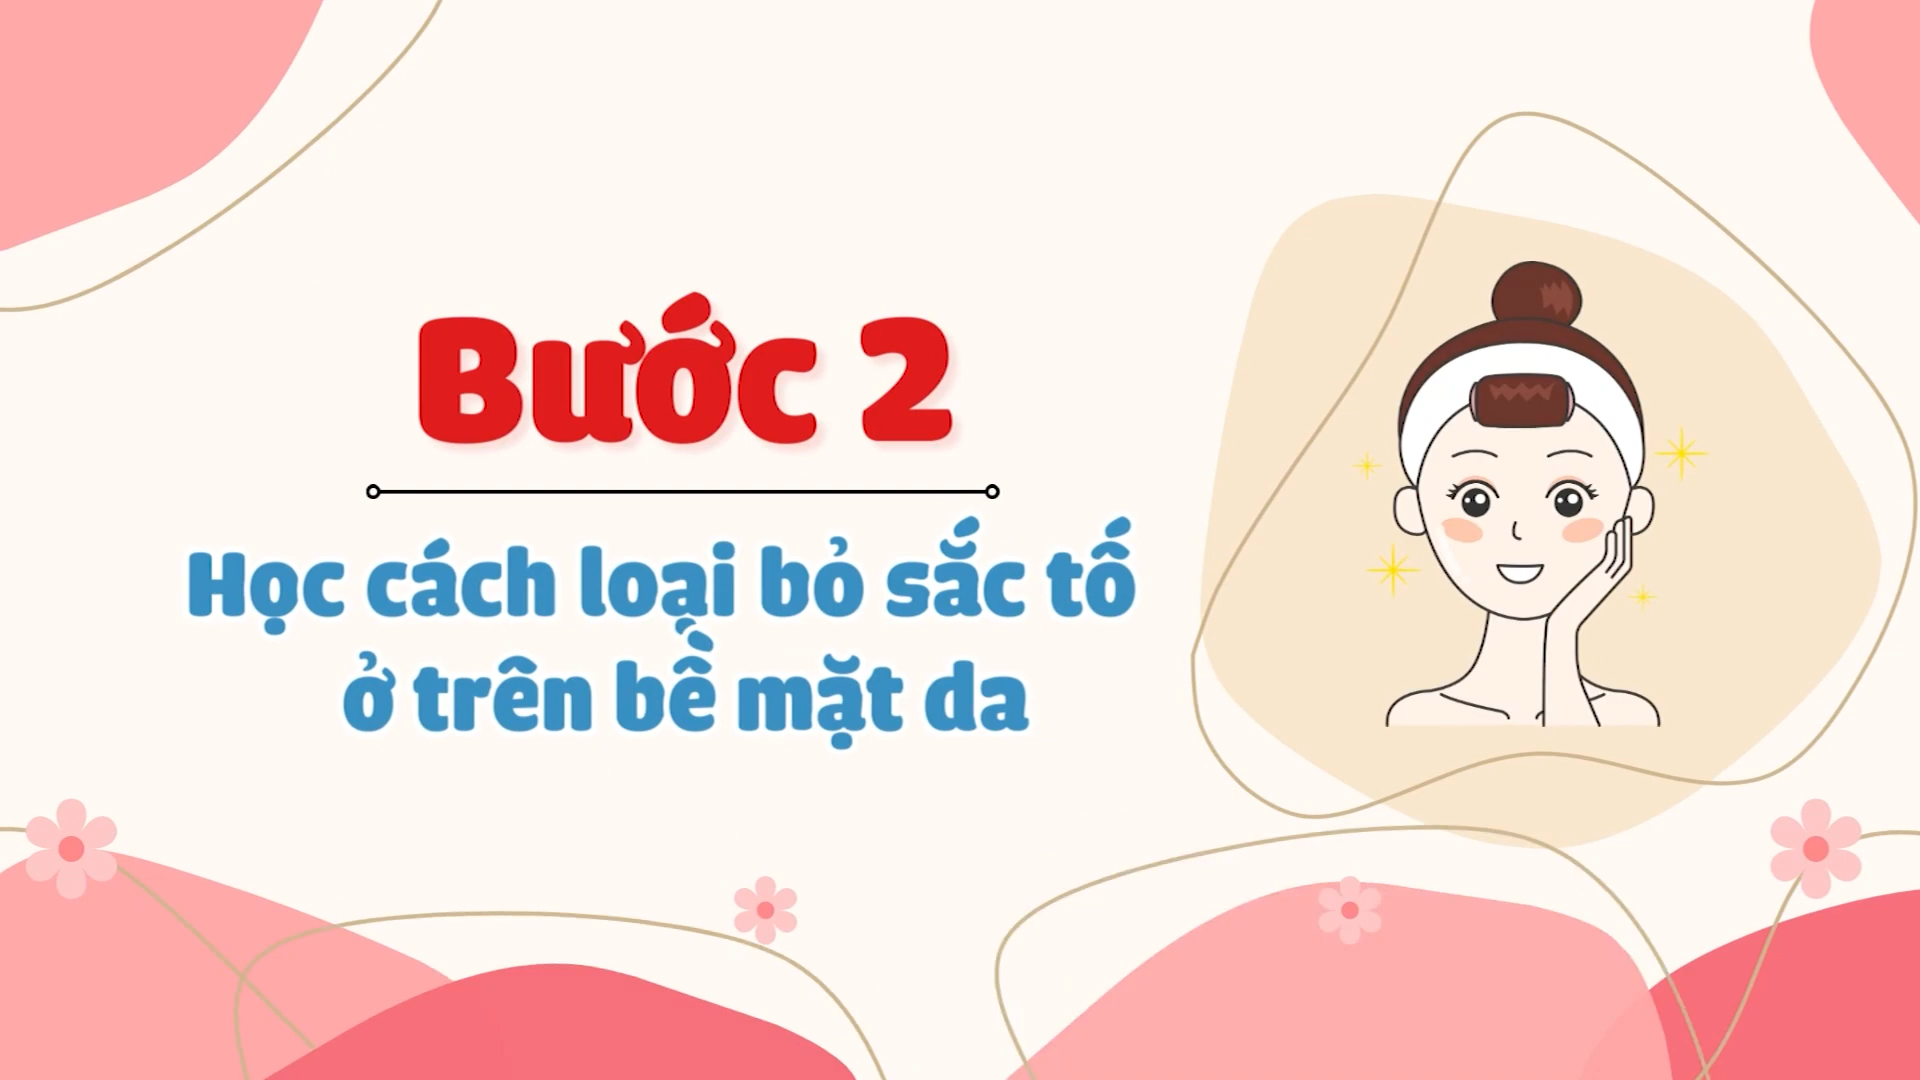 Bước 2
Học cách loại bỏ sắc tố
ở trên bề mặt da